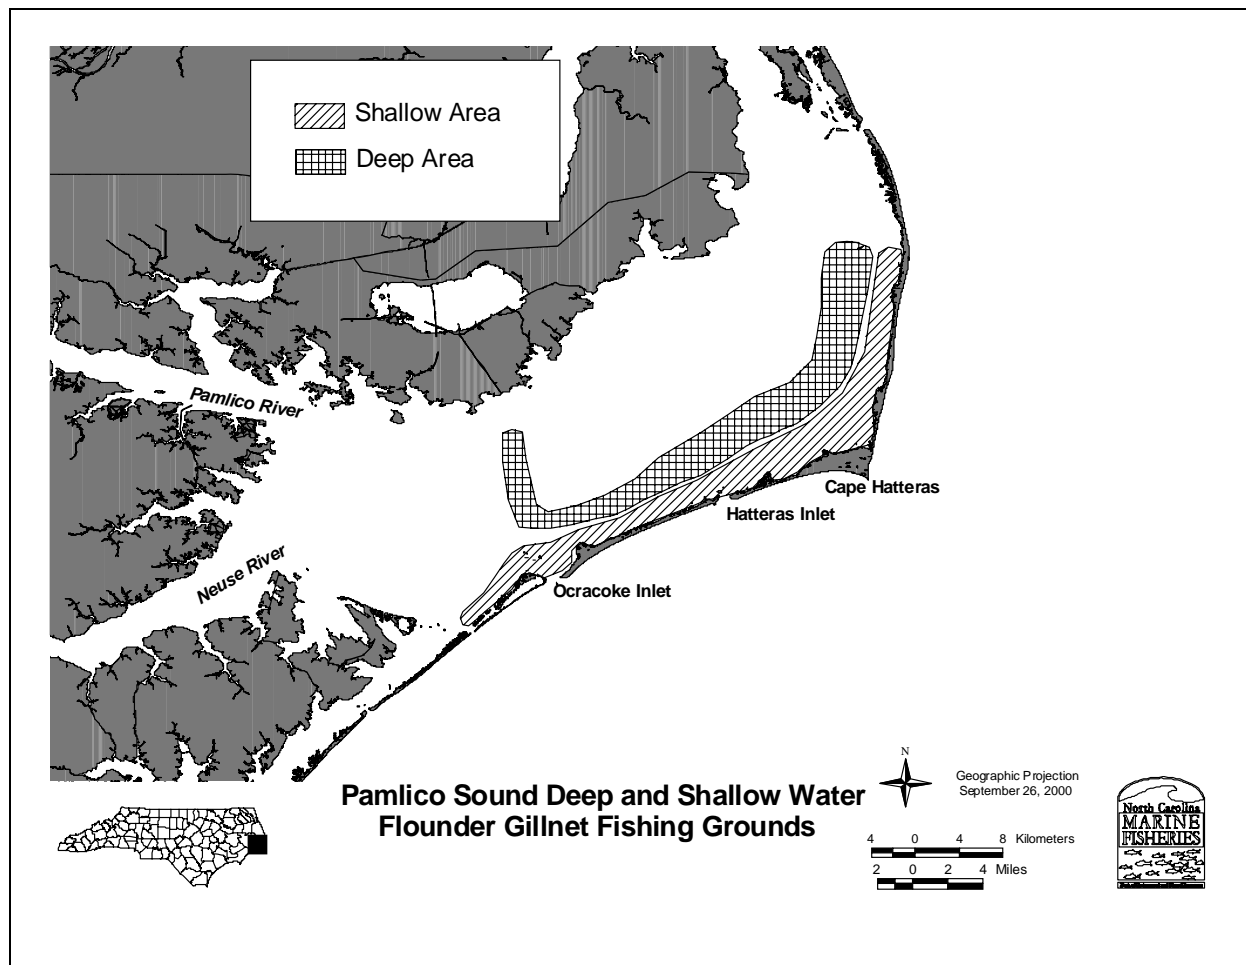 Shallow Area
Deep Area
Pamlico River
Neuse River
Cape Hatteras
Hatteras Inlet
Ocracoke Inlet
Pamlico Sound Deep and Shallow Water
Flounder Gillnet Fishing Grounds
N
Geographic Projection
September 26, 2000
4 0 4 8 Kilometers
2 0 2 4 Miles
North Carolina
MARINE
FISHERIES